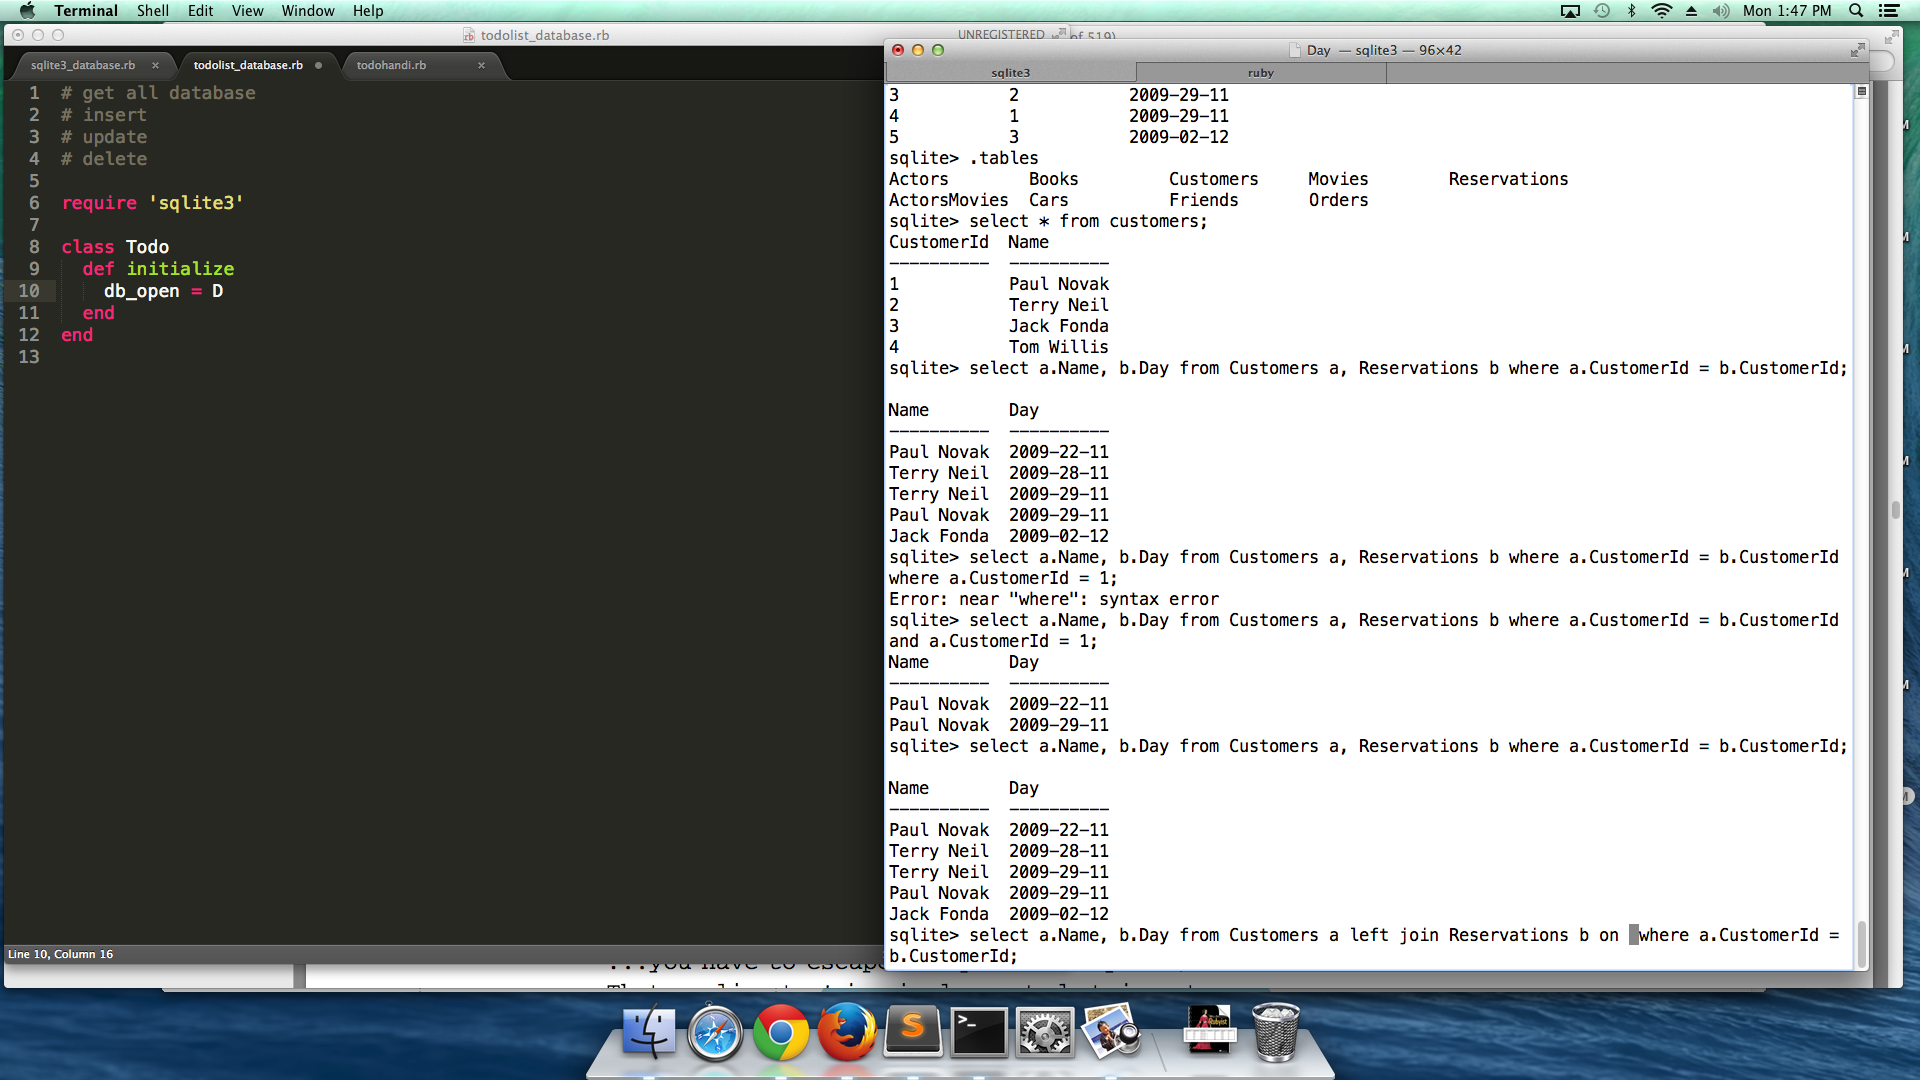 Terminal Shell Edit View Window Help Mon 1:47 PM
todolist_database.rb UNREGISTERED of 519)
sqlite3_database.rb × todolist_database.rb todohandi.rb ×
1 # get all database
2 # insert
3 # update
4 # delete
5
6 require 'sqlite3'
7
8 class Todo
9 def initialize
10 db_open = D
11 end
12 end
13
Line 10, Column 16
Day — sqlite3 — 96×42
sqlite3 ruby
3 2 2009-29-11
4 1 2009-29-11
5 3 2009-02-12
sqlite> .tables
Actors Books Customers Movies Reservations
ActorsMovies Cars Friends Orders
sqlite> select * from customers;
CustomerId Name
---------- ----------
1 Paul Novak
2 Terry Neil
3 Jack Fonda
4 Tom Willis
sqlite> select a.Name, b.Day from Customers a, Reservations b where a.CustomerId = b.CustomerId;
Name Day
---------- ----------
Paul Novak 2009-22-11
Terry Neil 2009-28-11
Terry Neil 2009-29-11
Paul Novak 2009-29-11
Jack Fonda 2009-02-12
sqlite> select a.Name, b.Day from Customers a, Reservations b where a.CustomerId = b.CustomerId
where a.CustomerId = 1;
Error: near "where": syntax error
sqlite> select a.Name, b.Day from Customers a, Reservations b where a.CustomerId = b.CustomerId
and a.CustomerId = 1;
Name Day
---------- ----------
Paul Novak 2009-22-11
Paul Novak 2009-29-11
sqlite> select a.Name, b.Day from Customers a, Reservations b where a.CustomerId = b.CustomerId;
Name Day
---------- ----------
Paul Novak 2009-22-11
Terry Neil 2009-28-11
Terry Neil 2009-29-11
Paul Novak 2009-29-11
Jack Fonda 2009-02-12
sqlite> select a.Name, b.Day from Customers a left join Reservations b on where a.CustomerId =
b.CustomerId;
...you have to escape